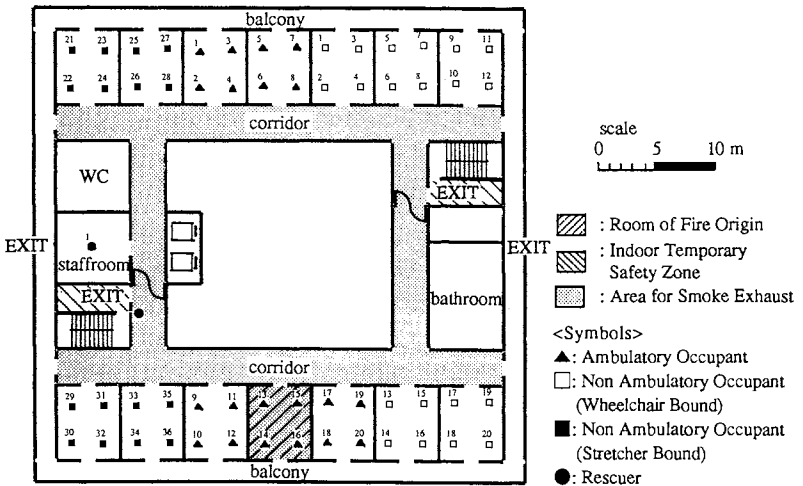 balcony
21 23 25 27 1 3 5 7 1 3 5 7 9 11
22 24 26 28 2 4 6 8 2 4 6 8 10 12
corridor
scale
0 5 10 m
WC
EXIT
: Room of Fire Origin
EXIT
1
EXIT
staffroom
: Indoor Temporary
Safety Zone
EXIT
bathroom
: Area for Smoke Exhaust
<Symbols>
: Ambulatory Occupant
corridor
: Non Ambulatory Occupant
(Wheelchair Bound)
29 31 33 35 9 11 13 15 17 19 13 15 17 19
30 32 34 36 10 12 14 16 18 20 14 16 18 20
: Non Ambulatory Occupant
(Stretcher Bound)
balcony
: Rescuer